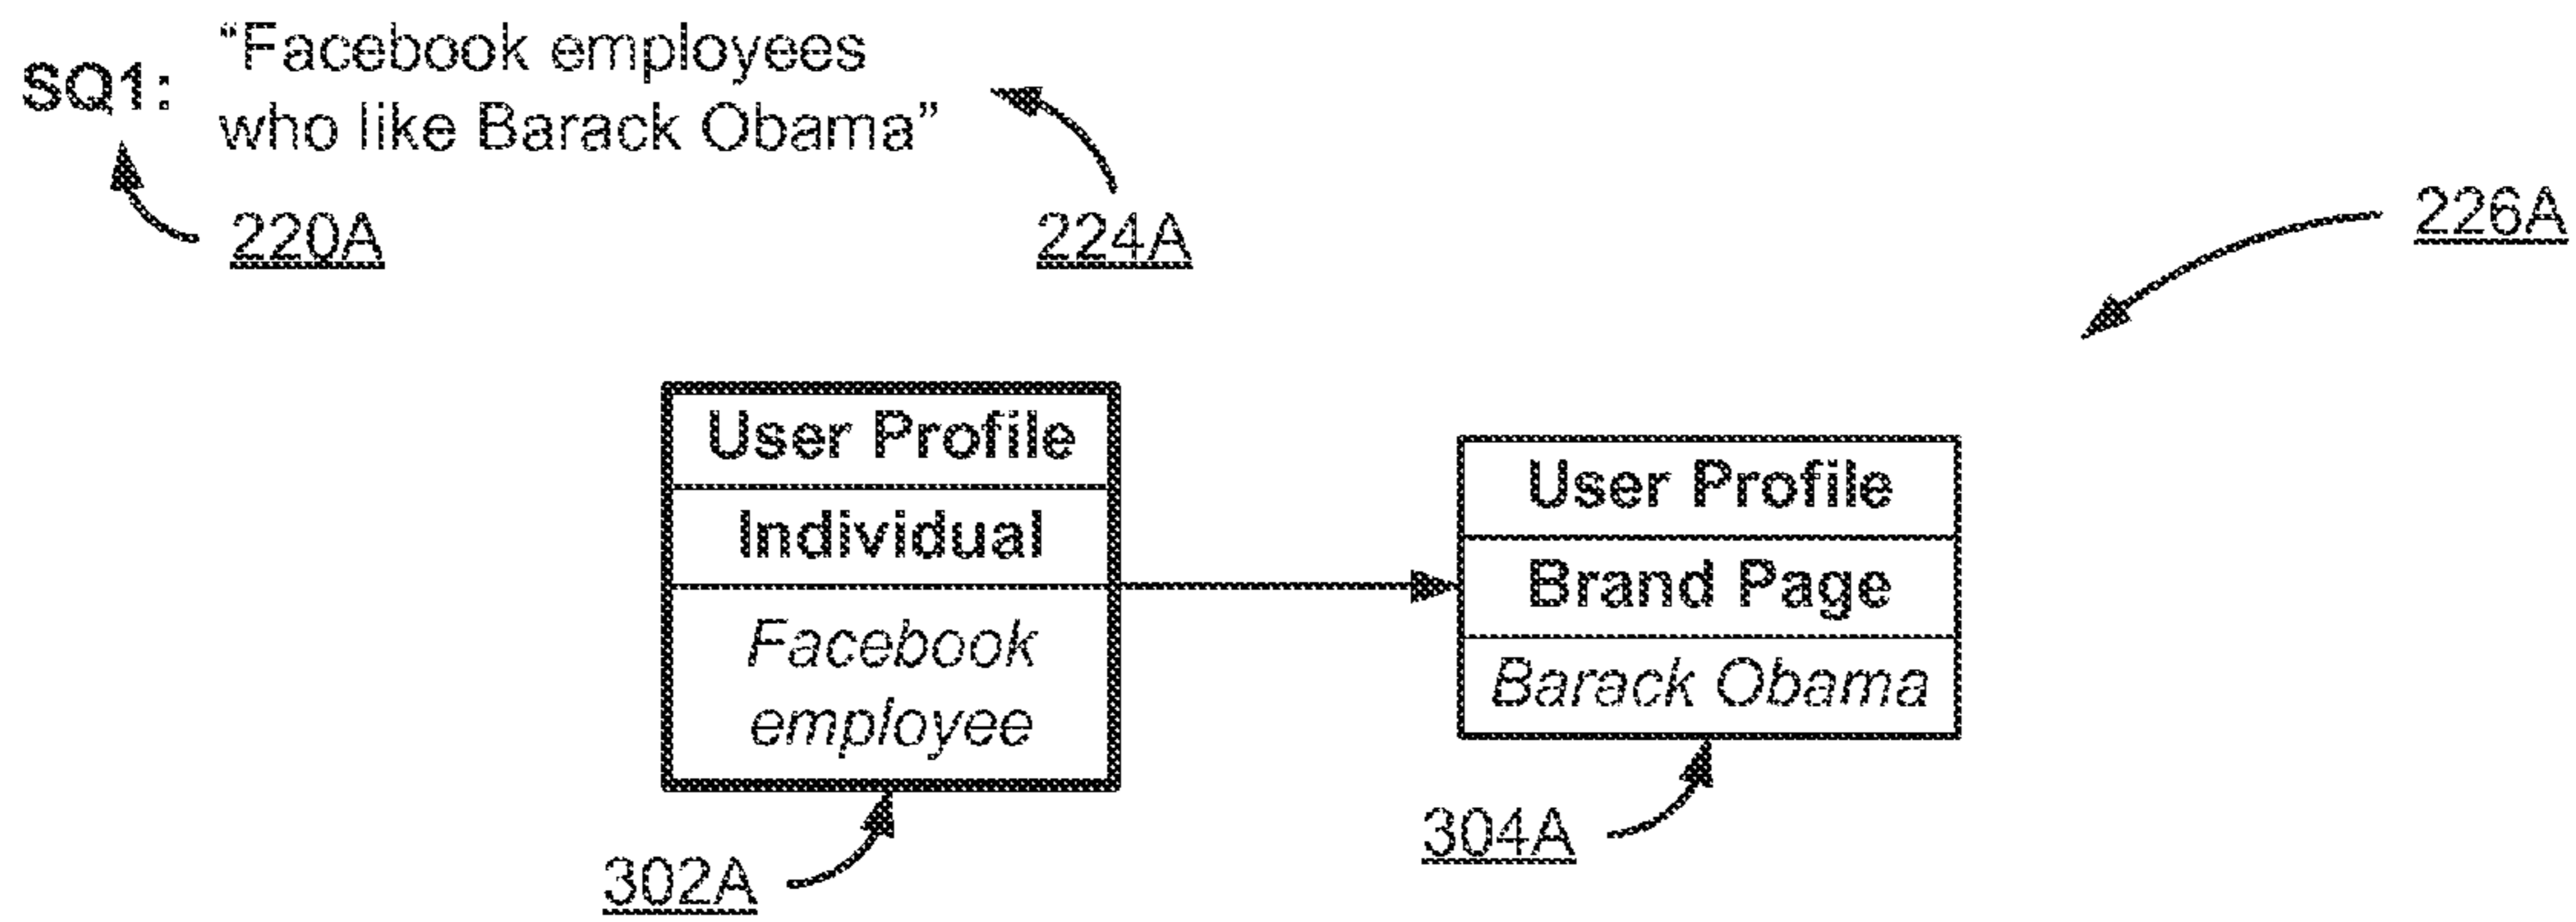 SQ1:
“Facebook employees
who like Barack Obama”
220A
224A
226A
User Profile
Individual
Facebook
employee
User Profile
Brand Page
Barack Obama
302A
304A